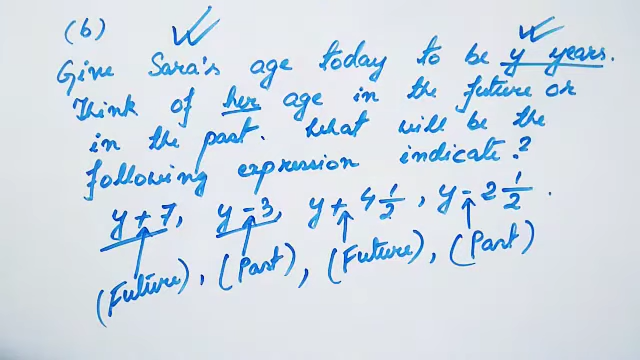 (b)
Give Sara's age today to be y years.
Think of her age in the future or
in the past. What will be the
following expression indicate?
y + 7, y - 3, y + 4 1/2, y - 2 1/2.
(Future), (Past), (Future), (Past)